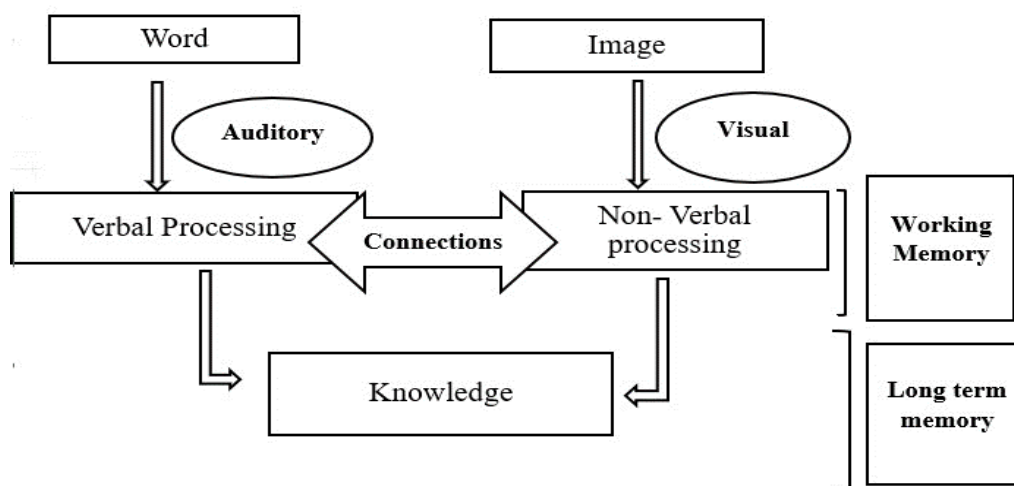 Word
Image
Auditory
Visual
Verbal Processing
Connections
Non- Verbal
processing
Working
Memory
Knowledge
Long term
memory